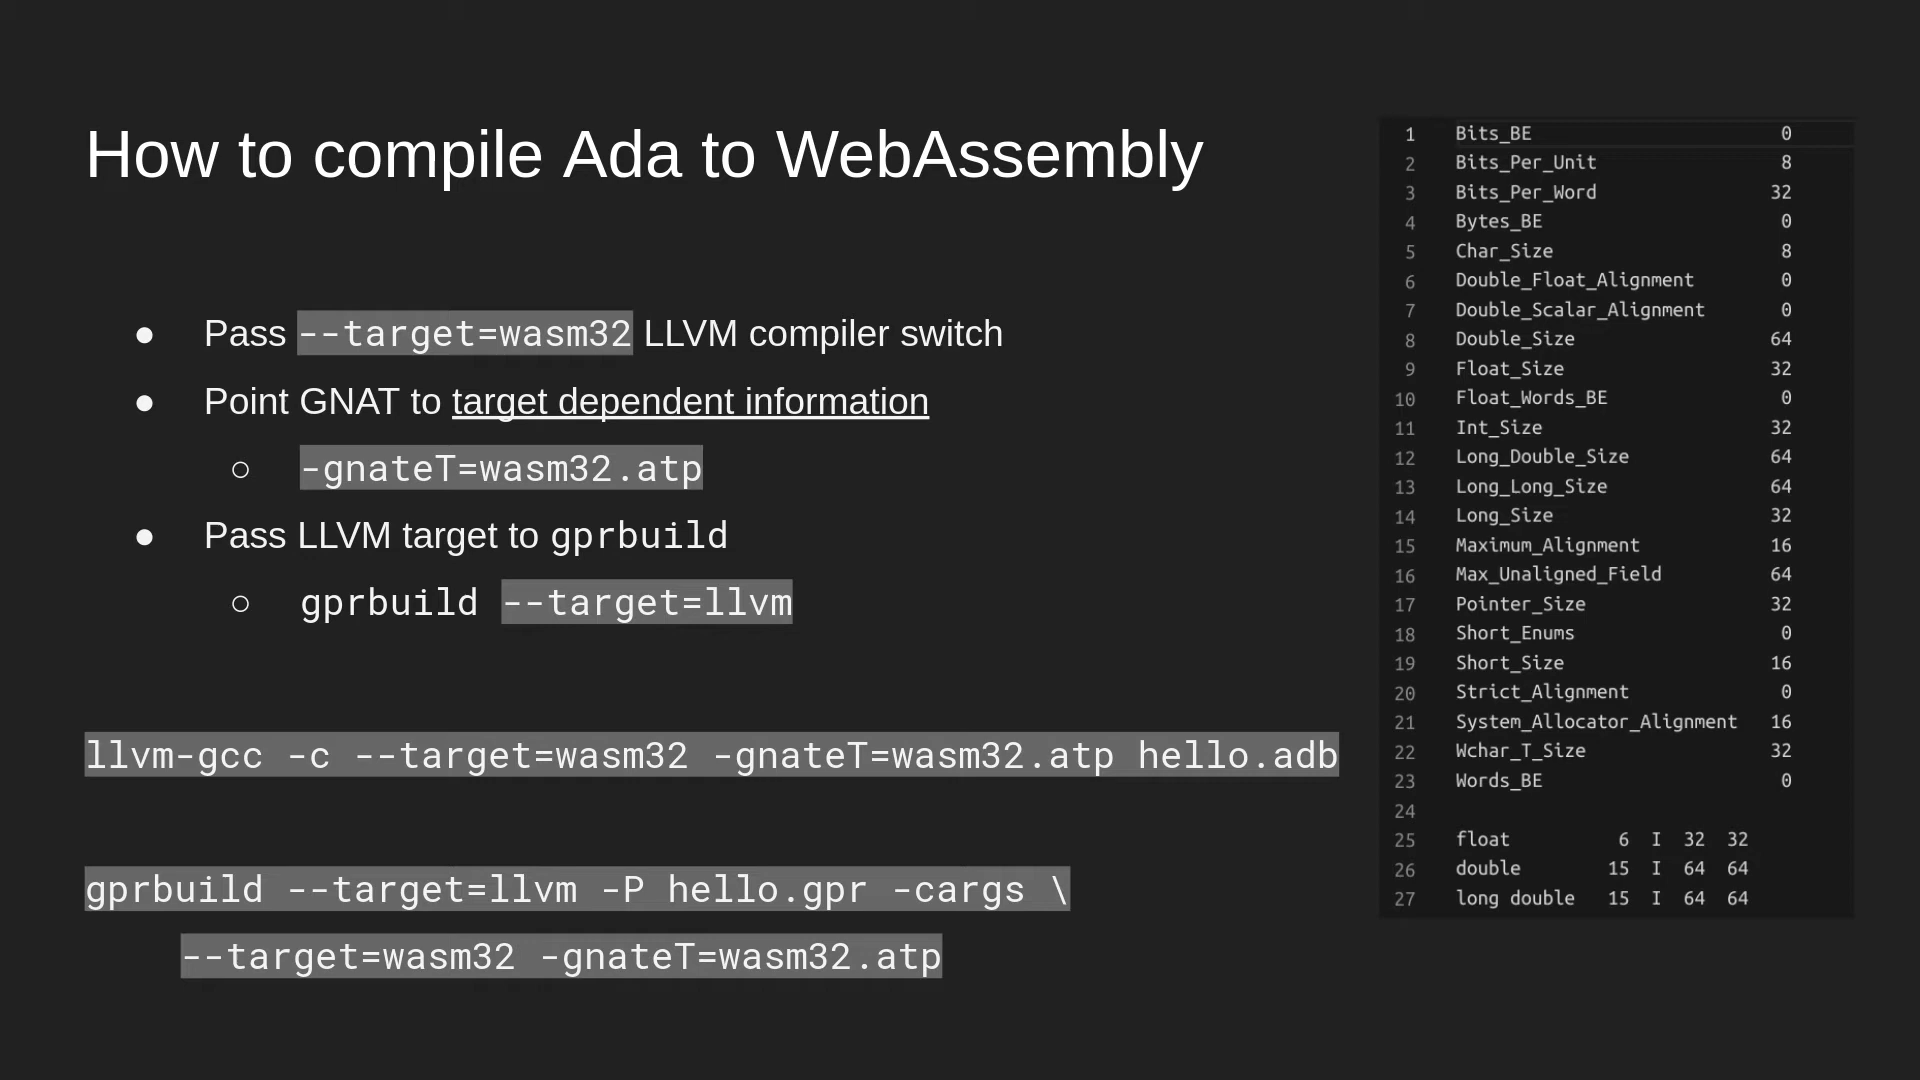 How to compile Ada to WebAssembly
● Pass --target=wasm32 LLVM compiler switch
● Point GNAT to target dependent information
○ -gnateT=wasm32.atp
● Pass LLVM target to gprbuild
○ gprbuild --target=llvm
llvm-gcc -c --target=wasm32 -gnateT=wasm32.atp hello.adb
gprbuild --target=llvm -P hello.gpr -cargs \
--target=wasm32 -gnateT=wasm32.atp
1 Bits_BE 0
2 Bits_Per_Unit 8
3 Bits_Per_Word 32
4 Bytes_BE 0
5 Char_Size 8
6 Double_Float_Alignment 0
7 Double_Scalar_Alignment 0
8 Double_Size 64
9 Float_Size 32
10 Float_Words_BE 0
11 Int_Size 32
12 Long_Double_Size 64
13 Long_Long_Size 64
14 Long_Size 32
15 Maximum_Alignment 16
16 Max_Unaligned_Field 64
17 Pointer_Size 32
18 Short_Enums 0
19 Short_Size 16
20 Strict_Alignment 0
21 System_Allocator_Alignment 16
22 Wchar_T_Size 32
23 Words_BE 0
24
25 float 6 I 32 32
26 double 15 I 64 64
27 long double 15 I 64 64